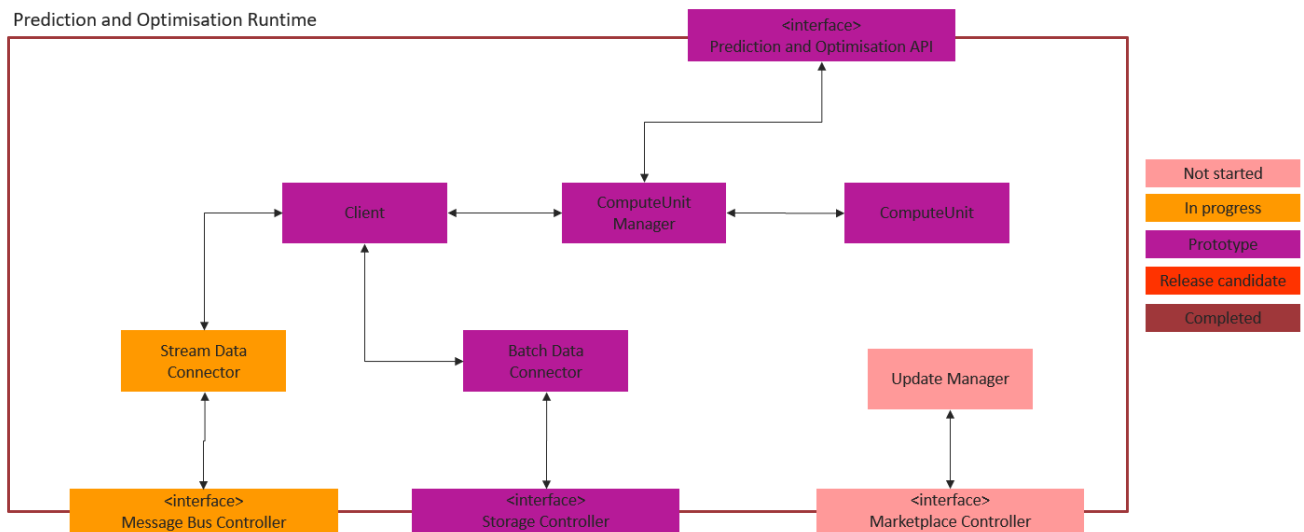 Prediction and Optimisation Runtime
<interface>
Prediction and Optimisation API
Client
ComputeUnit
Manager
ComputeUnit
Stream Data
Connector
Batch Data
Connector
Update Manager
<interface>
Message Bus Controller
<interface>
Storage Controller
<interface>
Marketplace Controller
Not started
In progress
Prototype
Release candidate
Completed